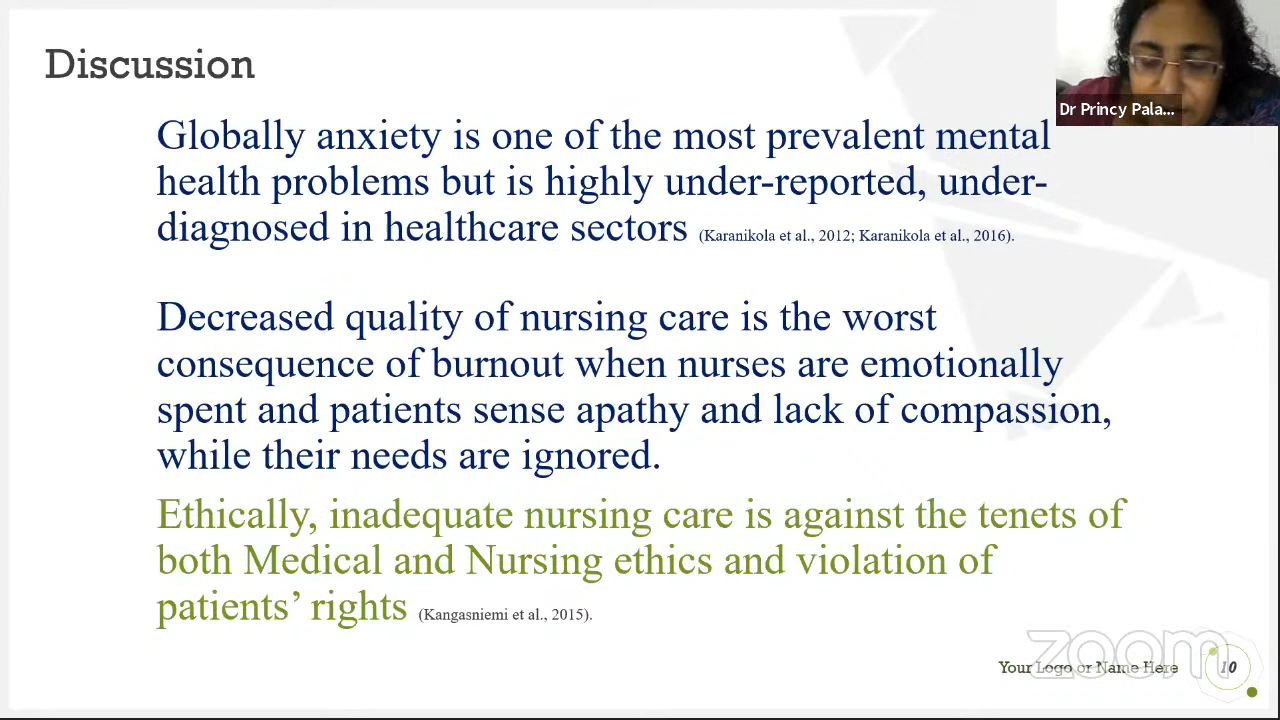 Discussion
Dr Princy Pala...
Globally anxiety is one of the most prevalent mental
health problems but is highly under-reported, under-
diagnosed in healthcare sectors (Karanikola et al., 2012; Karanikola et al., 2016).
Decreased quality of nursing care is the worst
consequence of burnout when nurses are emotionally
spent and patients sense apathy and lack of compassion,
while their needs are ignored.
Ethically, inadequate nursing care is against the tenets of
both Medical and Nursing ethics and violation of
patients’ rights (Kangasniemi et al., 2015).
zoom
Your Logo or Name Here
10